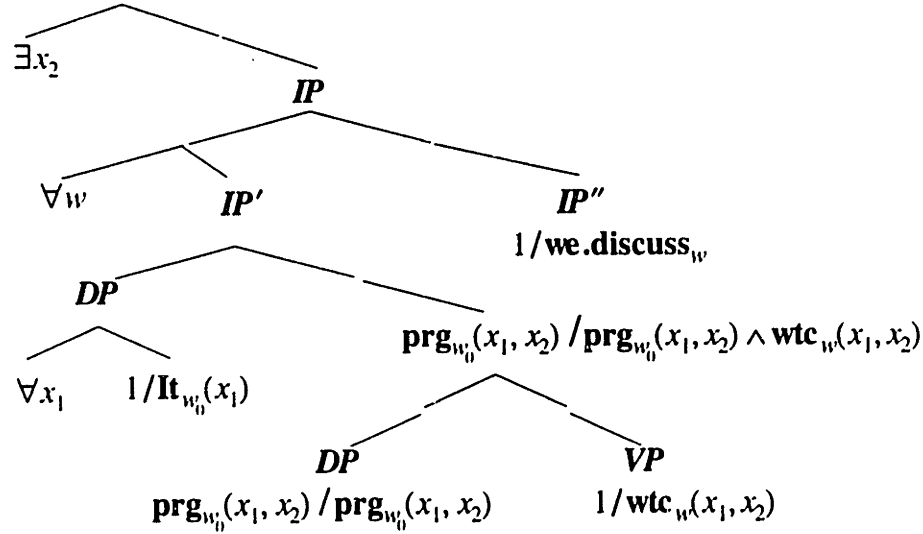 ∃x₂
IP
∀w IP′ IP″
1/we.discuss_w
DP
prg_w₀(x₁, x₂) / prg_w₀(x₁, x₂) ∧ wtc_w(x₁, x₂)
∀x₁ 1/It_w₀(x₁)
DP VP
prg_w₀(x₁, x₂) / prg_w₀(x₁, x₂) 1/wtc_w(x₁, x₂)